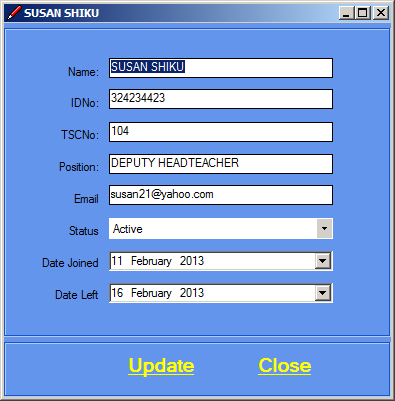 SUSAN SHIKU
Name: SUSAN SHIKU
IDNo: 324234423
TSCNo: 104
Position: DEPUTY HEADTEACHER
Email susan21@yahoo.com
Status Active
Date Joined 11 February 2013
Date Left 16 February 2013
Update Close